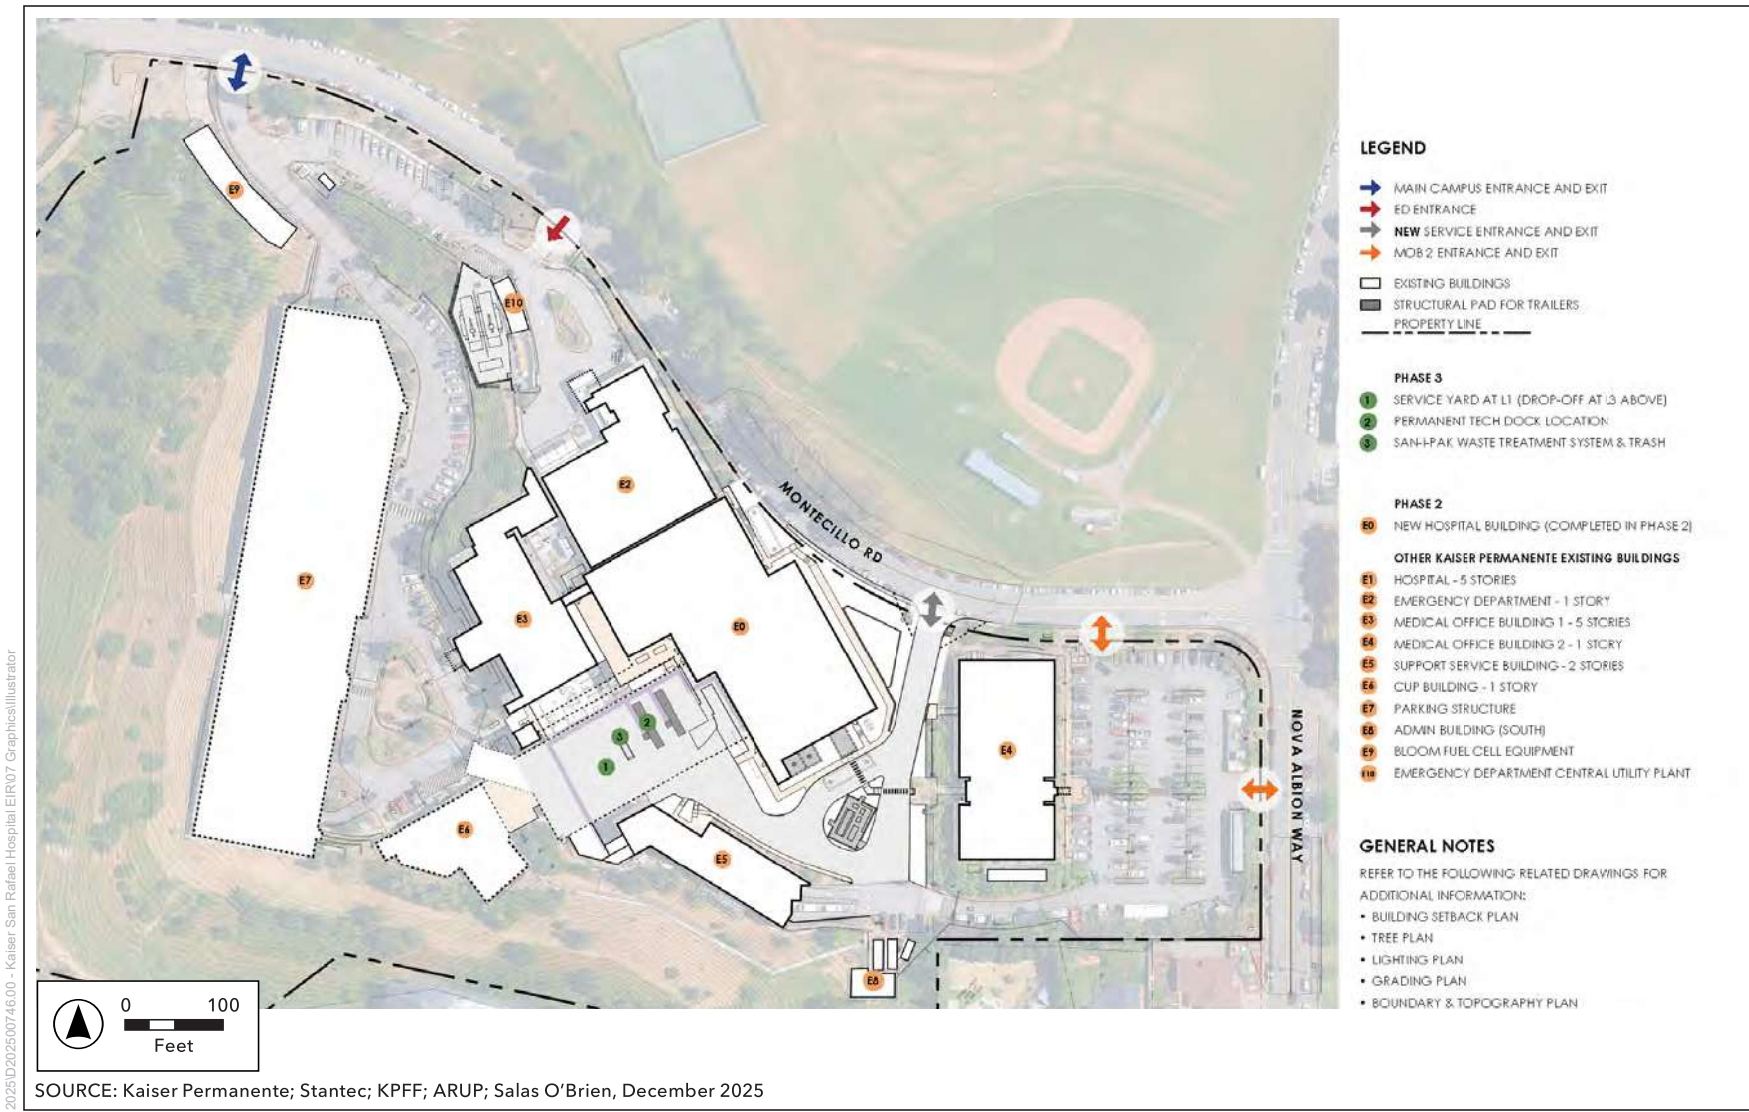 LEGEND
MAIN CAMPUS ENTRANCE AND EXIT
ED ENTRANCE
NEW SERVICE ENTRANCE AND EXIT
MOB 2 ENTRANCE AND EXIT
EXISTING BUILDINGS
STRUCTURAL PAD FOR TRAILERS
PROPERTY LINE
PHASE 3
1 SERVICE YARD AT L1 (DROP-OFF AT L3 ABOVE)
2 PERMANENT TECH DOCK LOCATION
3 SAN-I-PAK WASTE TREATMENT SYSTEM & TRASH
PHASE 2
E0 NEW HOSPITAL BUILDING (COMPLETED IN PHASE 2)
OTHER KAISER PERMANENTE EXISTING BUILDINGS
E1 HOSPITAL - 5 STORIES
E2 EMERGENCY DEPARTMENT - 1 STORY
E3 MEDICAL OFFICE BUILDING 1 - 5 STORIES
E4 MEDICAL OFFICE BUILDING 2 - 1 STORY
E5 SUPPORT SERVICE BUILDING - 2 STORIES
E6 CUP BUILDING - 1 STORY
E7 PARKING STRUCTURE
E8 ADMIN BUILDING (SOUTH)
E9 BLOOM FUEL CELL EQUIPMENT
E10 EMERGENCY DEPARTMENT CENTRAL UTILITY PLANT
GENERAL NOTES
REFER TO THE FOLLOWING RELATED DRAWINGS FOR
ADDITIONAL INFORMATION:
• BUILDING SETBACK PLAN
• TREE PLAN
• LIGHTING PLAN
• GRADING PLAN
• BOUNDARY & TOPOGRAPHY PLAN
E9
E10
E2
MONTECILLO RD
E7
E3
E0
2
3
1
E4
NOVA ALBION WAY
E6
E5
E8
0 100
Feet
SOURCE: Kaiser Permanente; Stantec; KPFF; ARUP; Salas O'Brien, December 2025
2025\D202500746.00 - Kaiser San Rafael Hospital EIR\07 Graphics\Illustrator